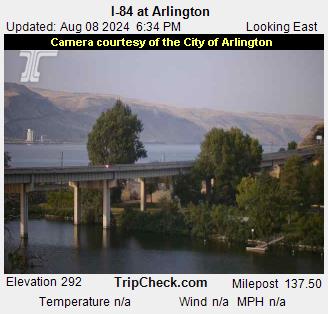 I-84 at Arlington
Updated: Aug 08 2024 6:34 PM Looking East
Camera courtesy of the City of Arlington
Elevation 292 TripCheck.com Milepost 137.50
Temperature n/a Wind n/a MPH n/a